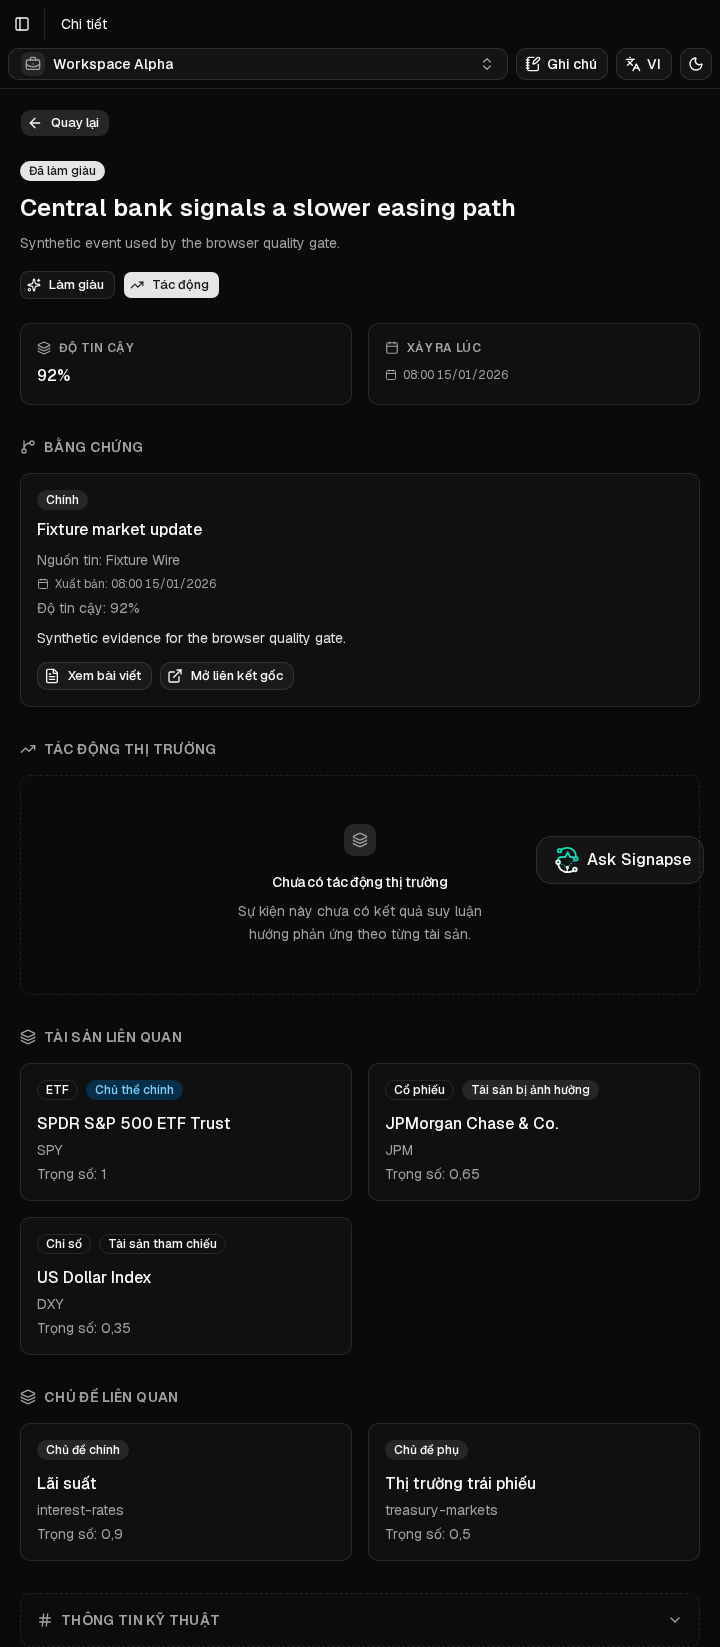 Chi tiết
Workspace Alpha
Ghi chú
VI
Quay lại
Đã làm giàu
Central bank signals a slower easing path
Synthetic event used by the browser quality gate.
Làm giàu
Tác động
ĐỘ TIN CẬY
92%
XẢY RA LÚC
08:00 15/01/2026
BẰNG CHỨNG
Chính
Fixture market update
Nguồn tin: Fixture Wire
Xuất bản: 08:00 15/01/2026
Độ tin cậy: 92%
Synthetic evidence for the browser quality gate.
Xem bài viết
Mở liên kết gốc
TÁC ĐỘNG THỊ TRƯỜNG
Chưa có tác động thị trường
Sự kiện này chưa có kết quả suy luận
hướng phản ứng theo từng tài sản.
Ask Signapse
TÀI SẢN LIÊN QUAN
ETF
Chủ thể chính
SPDR S&P 500 ETF Trust
SPY
Trọng số: 1
Cổ phiếu
Tài sản bị ảnh hưởng
JPMorgan Chase & Co.
JPM
Trọng số: 0,65
Chỉ số
Tài sản tham chiếu
US Dollar Index
DXY
Trọng số: 0,35
CHỦ ĐỀ LIÊN QUAN
Chủ đề chính
Lãi suất
interest-rates
Trọng số: 0,9
Chủ đề phụ
Thị trường trái phiếu
treasury-markets
Trọng số: 0,5
THÔNG TIN KỸ THUẬT